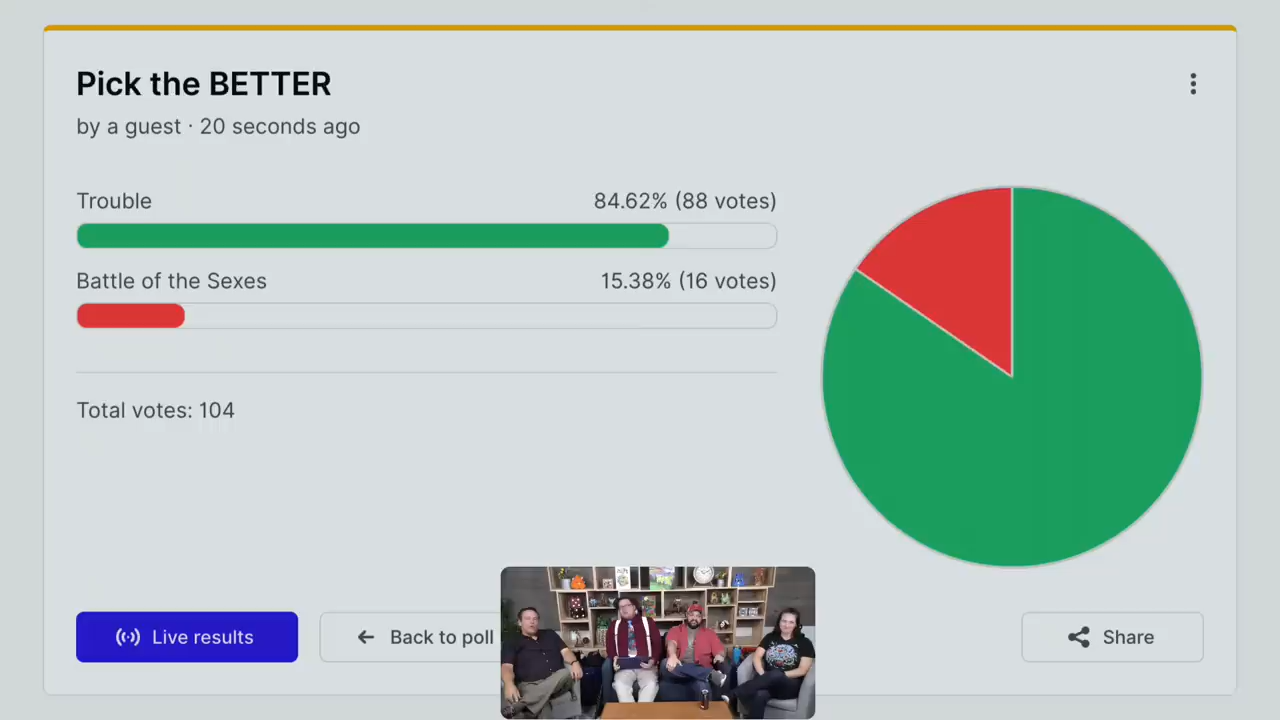 Pick the BETTER
by a guest · 20 seconds ago
Trouble 84.62% (88 votes)
Battle of the Sexes 15.38% (16 votes)
Total votes: 104
Live results
Back to poll
Share